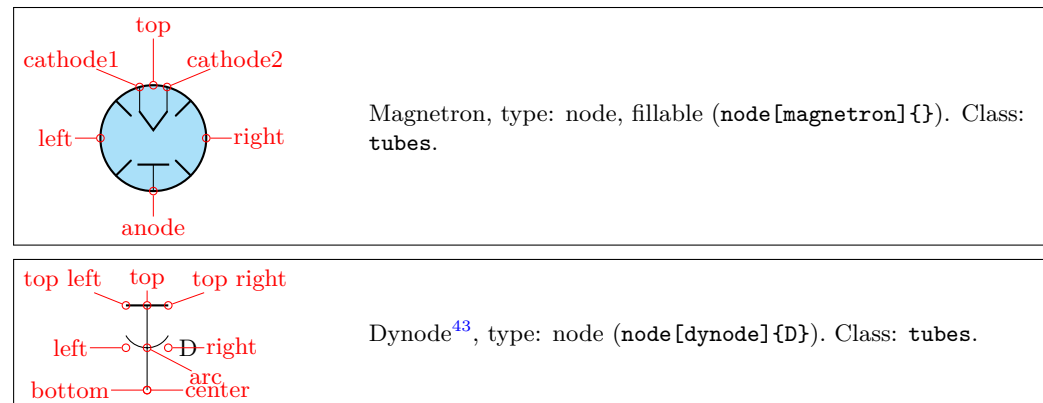 top
cathode1 cathode2
left right
anode
Magnetron, type: node, fillable (node[magnetron]{}). Class:
tubes.
top left top top right
left D right
arc
bottom center
Dynode43, type: node (node[dynode]{D}). Class: tubes.